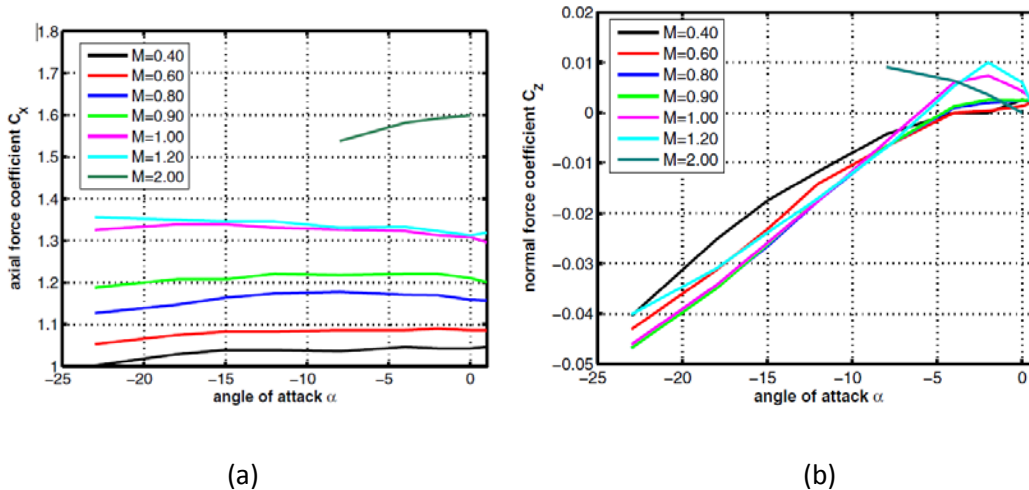 1.8
1.7
1.6
1.5
1.4
1.3
1.2
1.1
1
axial force coefficient C_x
M=0.40
M=0.60
M=0.80
M=0.90
M=1.00
M=1.20
M=2.00
−25 −20 −15 −10 −5 0
angle of attack α
(a)
0.02
0.01
0
−0.01
−0.02
−0.03
−0.04
−0.05
normal force coefficient C_Z
M=0.40
M=0.60
M=0.80
M=0.90
M=1.00
M=1.20
M=2.00
−25 −20 −15 −10 −5 0
angle of attack α
(b)